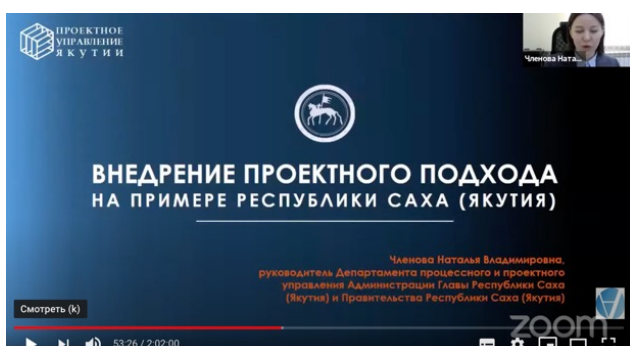 ПРОЕКТНОЕ
УПРАВЛЕНИЕ
ЯКУТИИ
Членова Ната...
ВНЕДРЕНИЕ ПРОЕКТНОГО ПОДХОДА
НА ПРИМЕРЕ РЕСПУБЛИКИ САХА (ЯКУТИЯ)
Членова Наталья Владимировна,
руководитель Департамента процессного и проектного
управления Администрации Главы Республики Саха
(Якутия) и Правительства Республики Саха (Якутия)
Смотреть (k)
zoom
53:26 / 2:02:00